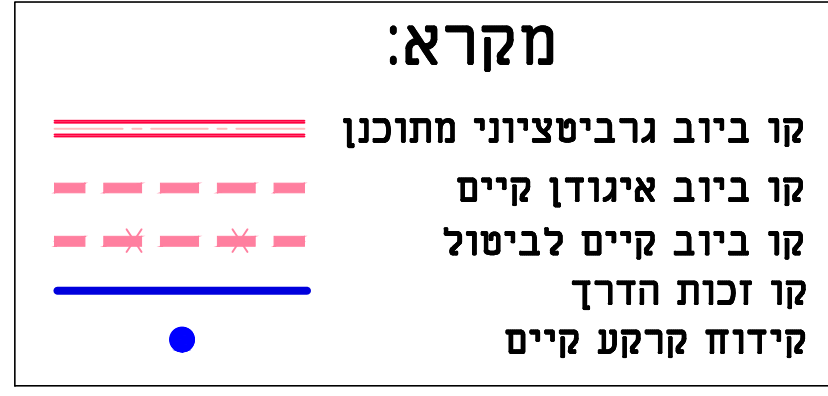 מקרא:
קו ביוב גרביטציוני מתוכנן
קו ביוב איגודן קיים
קו ביוב קיים לביטול
קו זכות הדרך
קידוח קרקע קיים